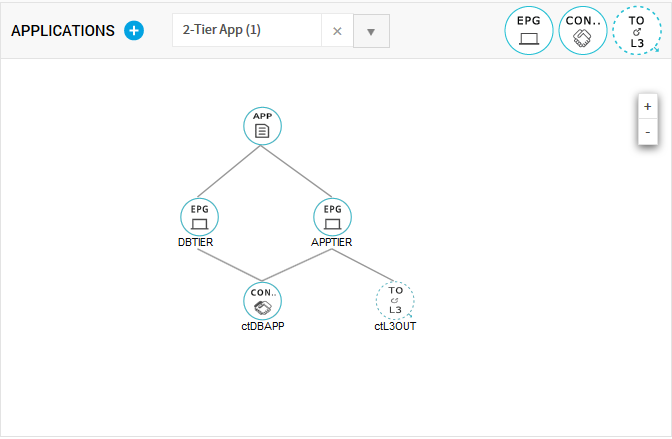 APPLICATIONS + 2-Tier App (1) × ▼
EPG CON.. TO L3
+
-
APP
EPG EPG
DBTIER APPTIER
CON.. TO L3
ctDBAPP ctL3OUT